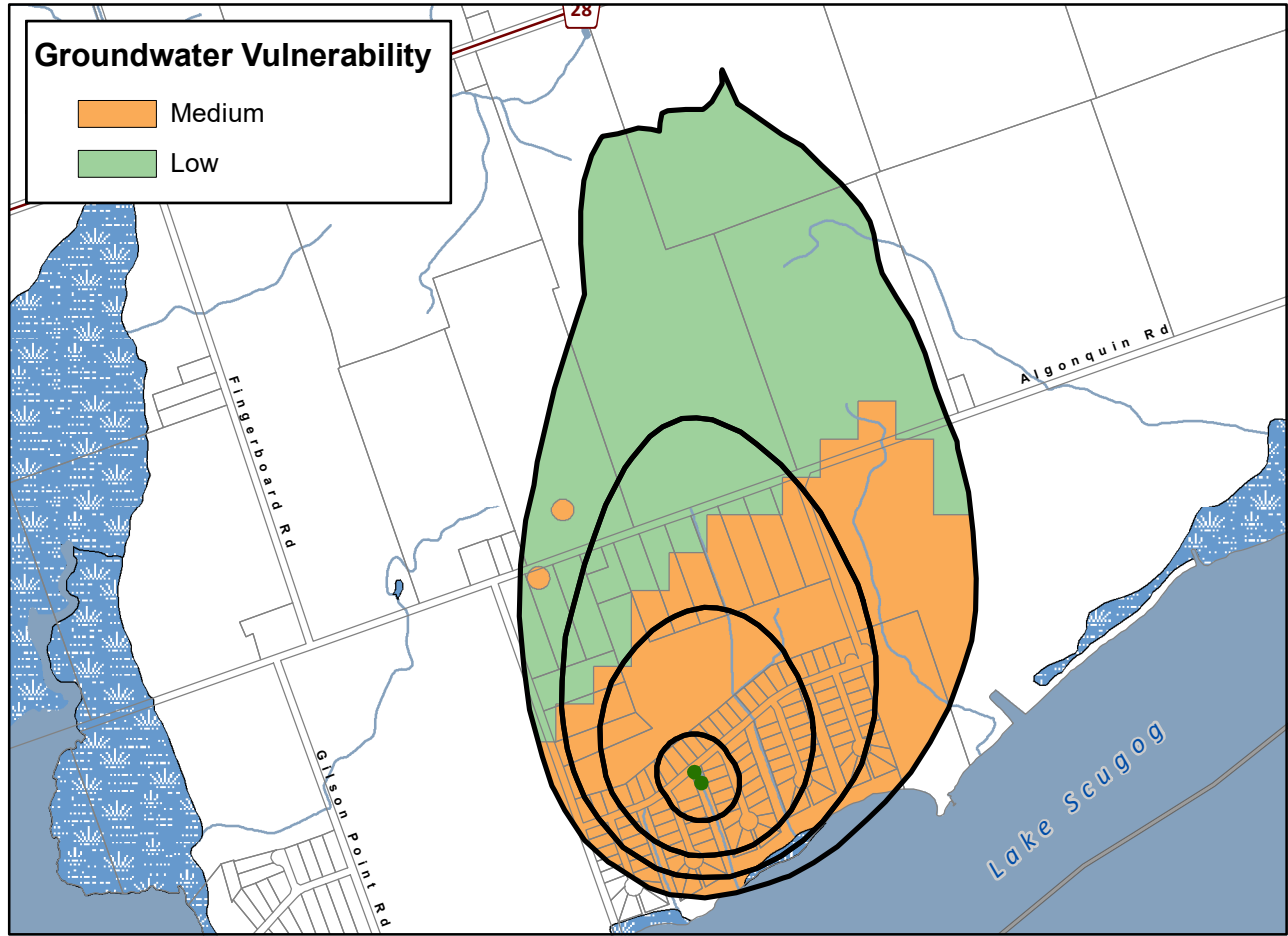 28
Groundwater Vulnerability
Medium
Low
Algonquin Rd
Fingerboard Rd
Gilson Point Rd
Lake Scugog